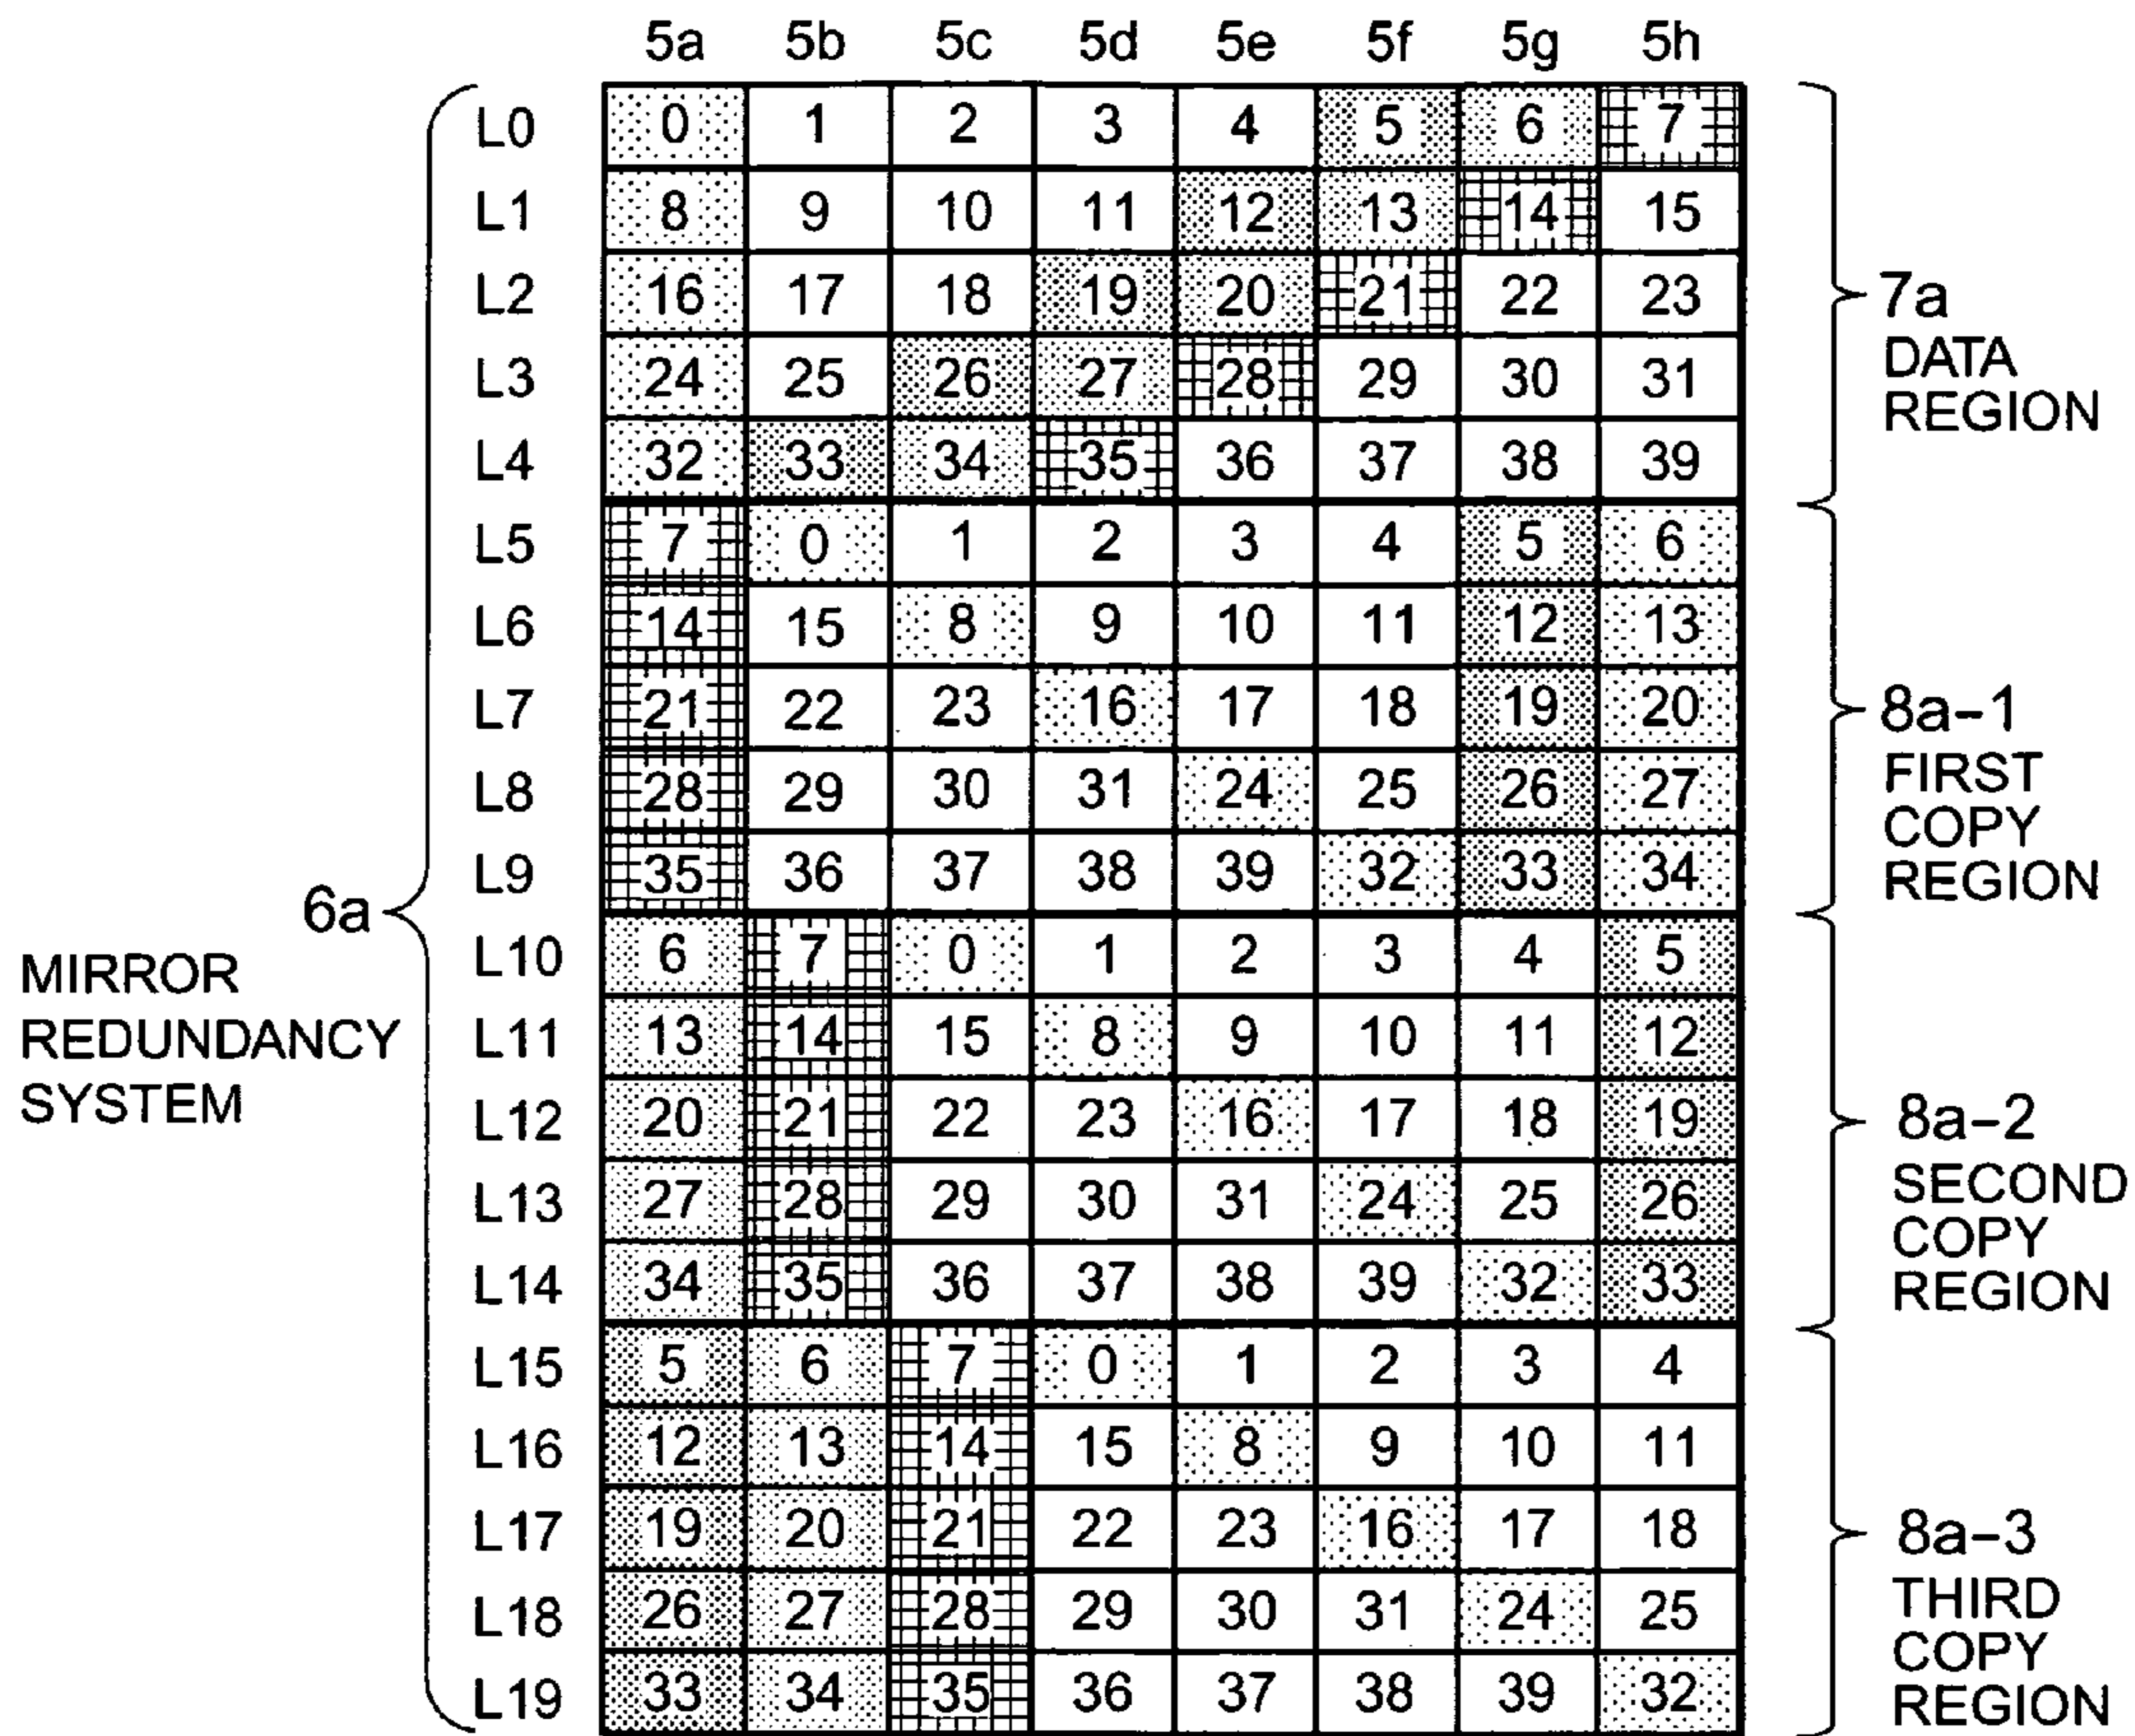 5a 5b 5c 5d 5e 5f 5g 5h
L0 0 1 2 3 4 5 6 7
L1 8 9 10 11 12 13 14 15
L2 16 17 18 19 20 21 22 23
L3 24 25 26 27 28 29 30 31
L4 32 33 34 35 36 37 38 39
7a
DATA
REGION
L5 7 0 1 2 3 4 5 6
L6 14 15 8 9 10 11 12 13
L7 21 22 23 16 17 18 19 20
L8 28 29 30 31 24 25 26 27
L9 35 36 37 38 39 32 33 34
8a-1
FIRST
COPY
REGION
6a
MIRROR
REDUNDANCY
SYSTEM
L10 6 7 0 1 2 3 4 5
L11 13 14 15 8 9 10 11 12
L12 20 21 22 23 16 17 18 19
L13 27 28 29 30 31 24 25 26
L14 34 35 36 37 38 39 32 33
8a-2
SECOND
COPY
REGION
L15 5 6 7 0 1 2 3 4
L16 12 13 14 15 8 9 10 11
L17 19 20 21 22 23 16 17 18
L18 26 27 28 29 30 31 24 25
L19 33 34 35 36 37 38 39 32
8a-3
THIRD
COPY
REGION